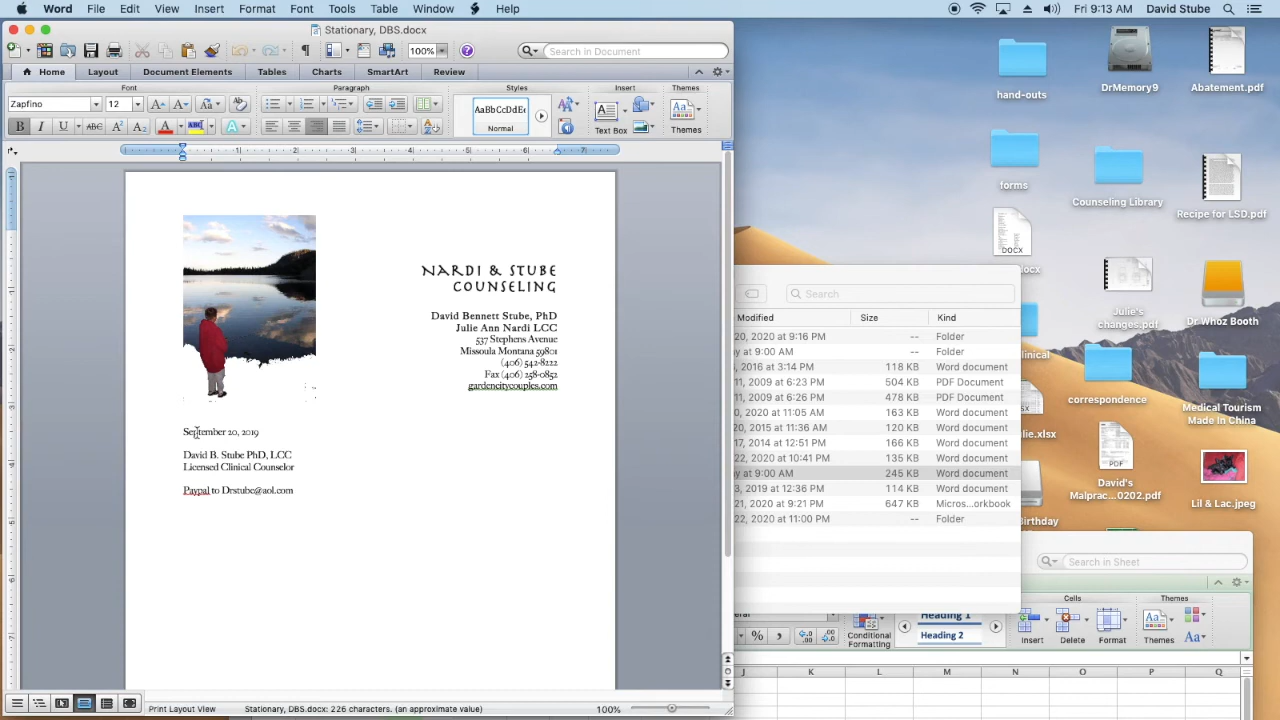 Word File Edit View Insert Format Font Tools Table Window Help
Fri 9:13 AM David Stube
Stationary, DBS.docx
100%
Search in Document
Home Layout Document Elements Tables Charts SmartArt Review
Font Paragraph Styles Insert Themes
Zapfino 12
AaBbCcDdEe
Normal
Text Box
Themes
NARDI & STUBE
COUNSELING
David Bennett Stube, PhD
Julie Ann Nardi LCC
537 Stephens Avenue
Missoula Montana 59801
(406) 542-8222
Fax (406) 258-0852
gardencitycouples.com
September 20, 2019
David B. Stube PhD, LCC
Licensed Clinical Counselor
Paypal to Drstube@aol.com
Print Layout View
Stationary, DBS.docx: 226 characters. (an approximate value)
100%
Search
Modified Size Kind
20, 2020 at 9:16 PM -- Folder
y at 9:00 AM -- Folder
, 2016 at 3:14 PM 118 KB Word document
11, 2009 at 6:23 PM 504 KB PDF Document
11, 2009 at 6:26 PM 478 KB PDF Document
0, 2020 at 11:05 AM 163 KB Word document
20, 2015 at 11:36 AM 120 KB Word document
17, 2014 at 12:51 PM 166 KB Word document
22, 2020 at 10:41 PM 135 KB Word document
y at 9:00 AM 245 KB Word document
3, 2019 at 12:36 PM 114 KB Word document
21, 2020 at 9:21 PM 647 KB Micros...orkbook
22, 2020 at 11:00 PM -- Folder
hand-outs
DrMemory9
Abatement.pdf
forms
Counseling Library
Recipe for LSD.pdf
DOCX
Julie's
changes.pdf
Dr Whoz Booth
correspondence
Medical Tourism
Made In China
PDF
David's
Malprac...0202.pdf
Lil & Lac.jpeg
Birthday
Search in Sheet
Cells Themes
Conditional
Formatting
Heading 1
Heading 2
Insert Delete Format Themes Aa
J K L M N O P Q